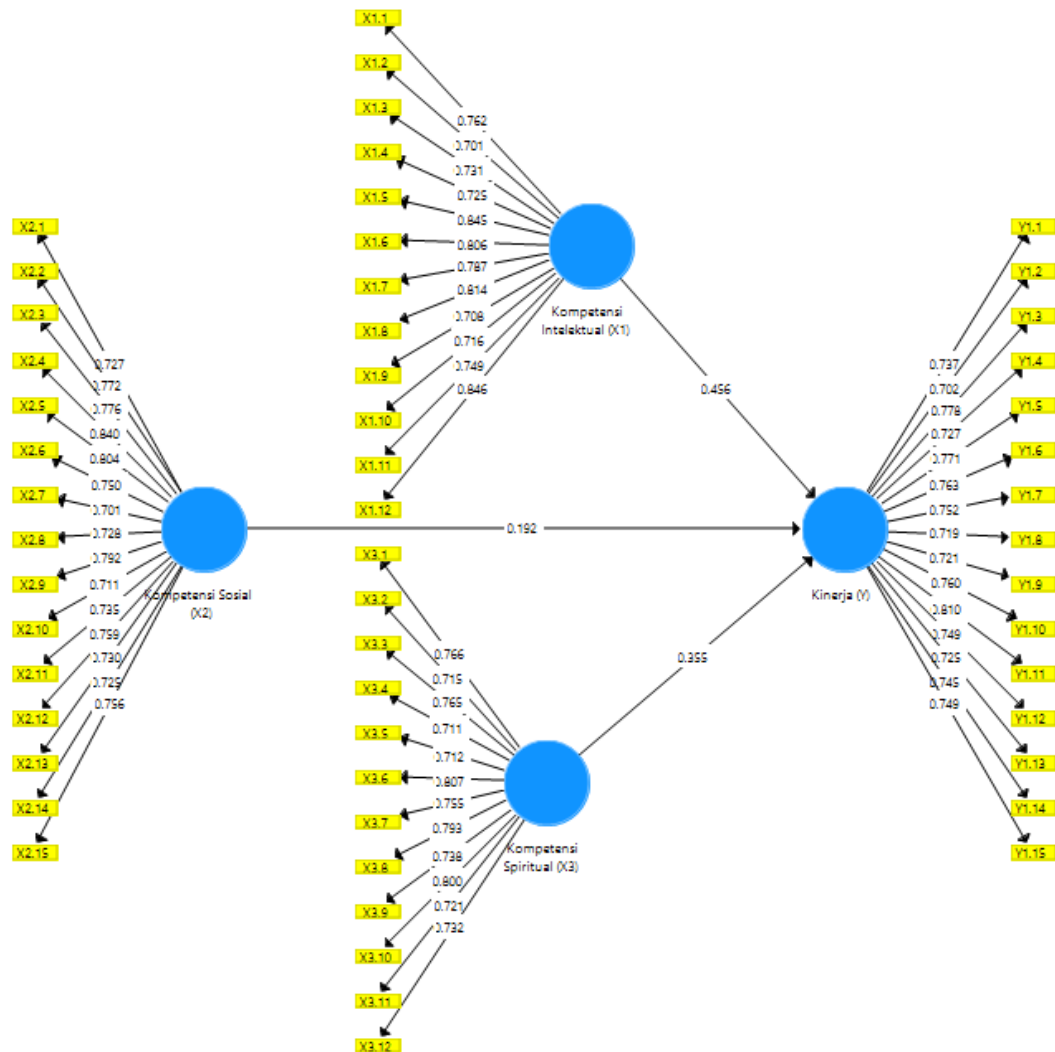 X1.1
X1.2
X1.3
X1.4
X1.5
X1.6
X1.7
X1.8
X1.9
X1.10
X1.11
X1.12
0.762
0.701
0.731
0.725
0.845
0.806
0.787
0.814
0.708
0.716
0.749
0.846
Kompetensi
Intelektual (X1)
0.456
X2.1
X2.2
X2.3
X2.4
X2.5
X2.6
X2.7
X2.8
X2.9
X2.10
X2.11
X2.12
X2.13
X2.14
X2.15
0.727
0.772
0.776
0.840
0.804
0.750
0.701
0.728
0.792
0.711
0.735
0.759
0.730
0.725
0.756
Kompetensi Sosial
(X2)
0.192
X3.1
X3.2
X3.3
X3.4
X3.5
X3.6
X3.7
X3.8
X3.9
X3.10
X3.11
X3.12
0.766
0.715
0.765
0.711
0.712
0.807
0.755
0.793
0.738
0.800
0.721
0.732
Kompetensi
Spiritual (X3)
0.355
Kinerja (Y)
0.737
0.702
0.778
0.727
0.771
0.763
0.752
0.719
0.721
0.760
0.810
0.749
0.725
0.745
0.749
Y1.1
Y1.2
Y1.3
Y1.4
Y1.5
Y1.6
Y1.7
Y1.8
Y1.9
Y1.10
Y1.11
Y1.12
Y1.13
Y1.14
Y1.15